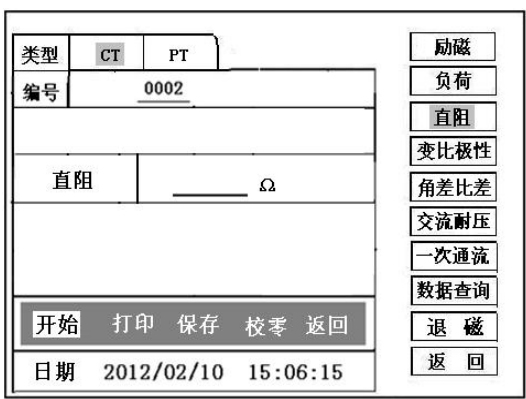 类型 CT PT
编号 0002
直阻 Ω
开始 打印 保存 校零 返回
日期 2012/02/10 15:06:15
励磁
负荷
直阻
变比极性
角差比差
交流耐压
一次通流
数据查询
退 磁
返 回